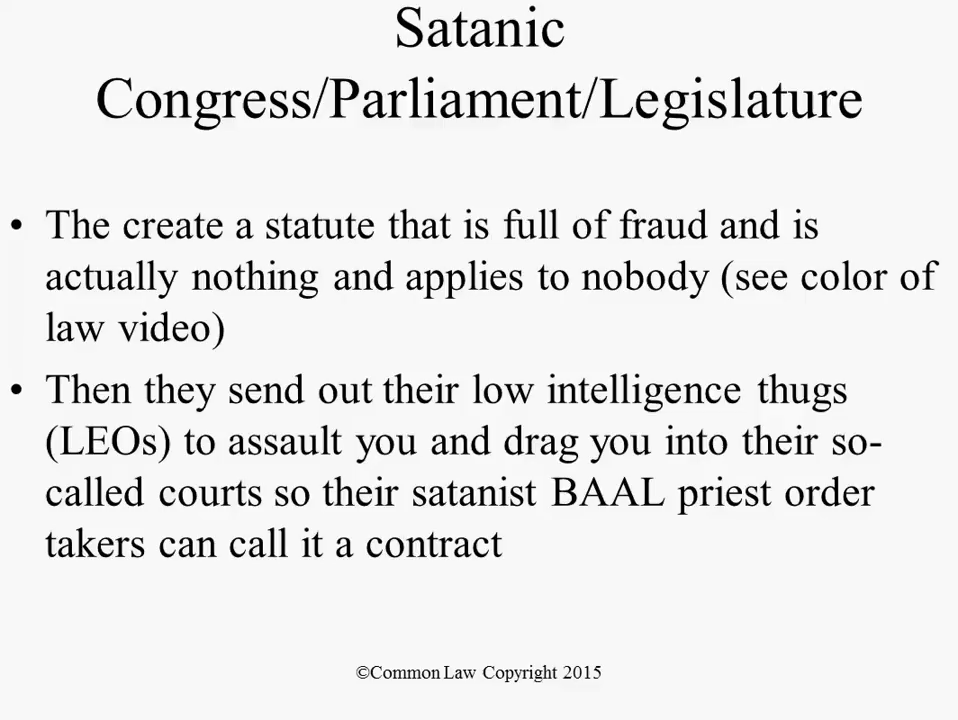 Satanic
Congress/Parliament/Legislature
• The create a statute that is full of fraud and is
actually nothing and applies to nobody (see color of
law video)
• Then they send out their low intelligence thugs
(LEOs) to assault you and drag you into their so-
called courts so their satanist BAAL priest order
takers can call it a contract
©Common Law Copyright 2015